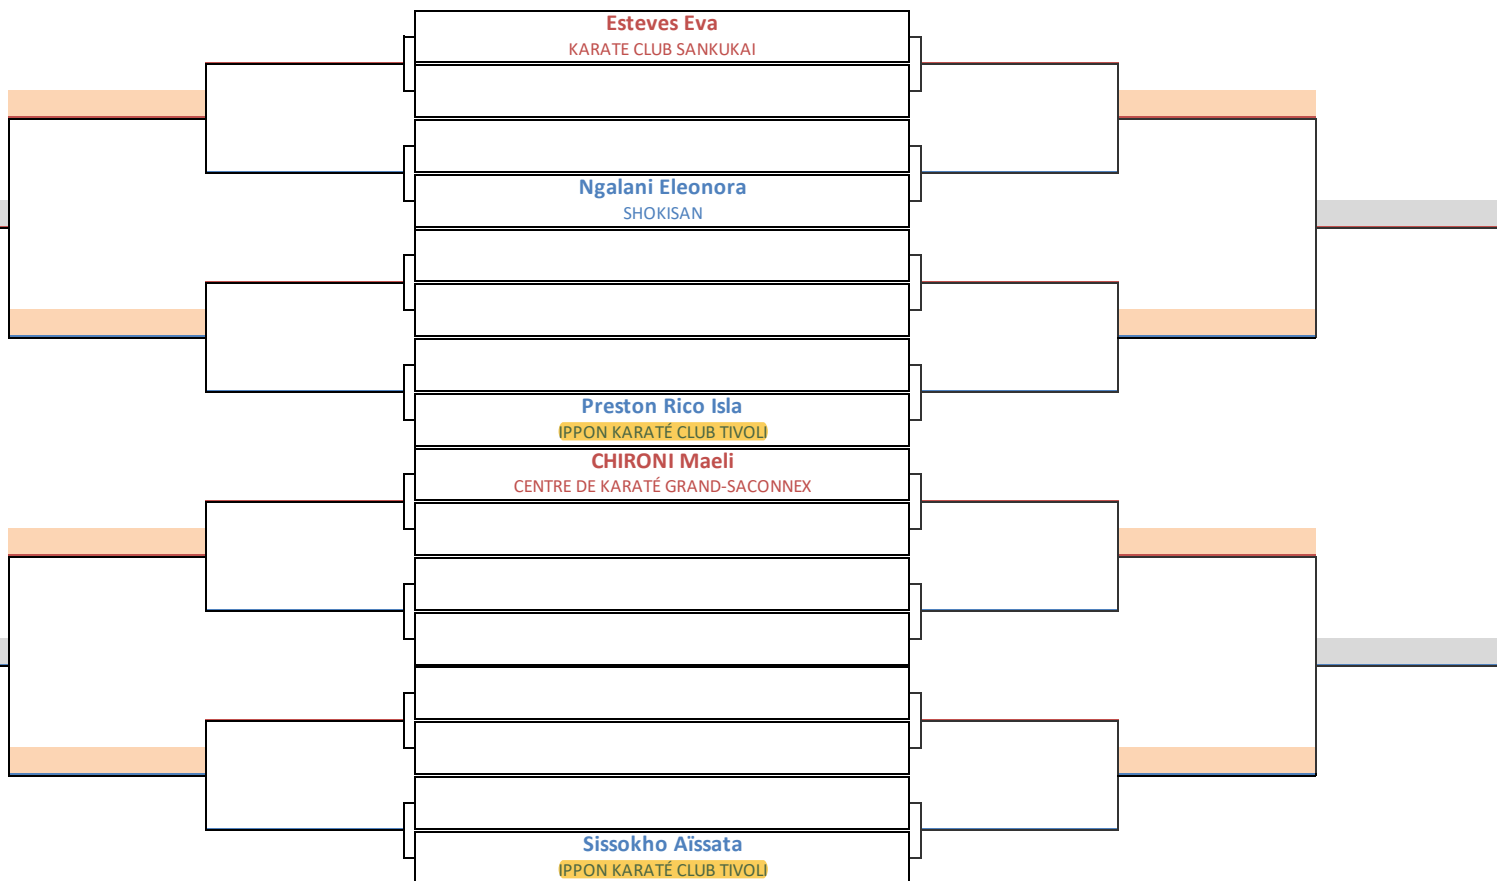 Esteves Eva
KARATE CLUB SANKUKAI
Ngalani Eleonora
SHOKISAN
Preston Rico Isla
IPPON KARATÉ CLUB TIVOLI
CHIRONI Maeli
CENTRE DE KARATÉ GRAND-SACONNEX
Sissokho Aïssata
IPPON KARATÉ CLUB TIVOLI